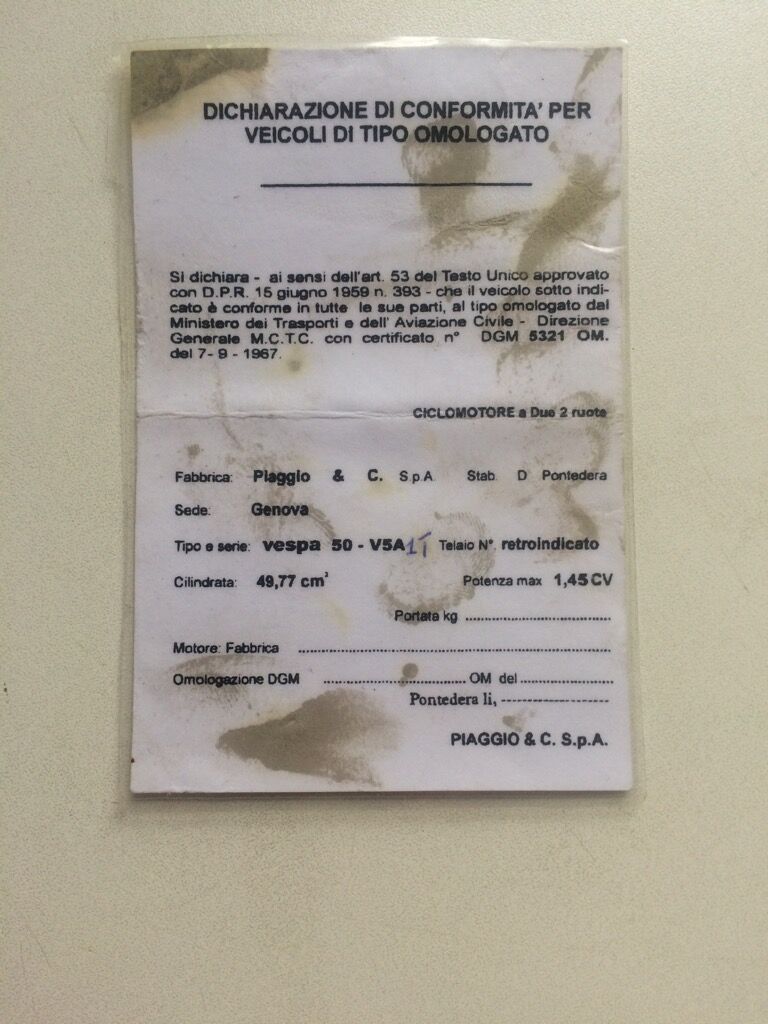 DICHIARAZIONE DI CONFORMITA' PER
VEICOLI DI TIPO OMOLOGATO
Si dichiara - ai sensi dell'art. 53 del Testo Unico approvato
con D.P.R. 15 giugno 1959 n. 393 - che il veicolo sotto indi-
cato è conforme in tutte le sue parti, al tipo omologato dal
Ministero dei Trasporti e dell' Aviazione Civile - Direzione
Generale M.C.T.C. con certificato n° DGM 5321 OM.
del 7- 9 - 1967.
CICLOMOTORE a Due 2 ruote
Fabbrica: Piaggio & C. S.p.A. Stab. D Pontedera
Sede: Genova
Tipo e serie: vespa 50 - V5A1T Telaio N°. retroindicato
Cilindrata: 49,77 cm³ Potenza max 1,45 CV
Portata kg ........................................
Motore: Fabbrica ........................................
Omologazione DGM ........................................ OM del ..............................
Pontedera li, --------------------
PIAGGIO & C. S.p.A.